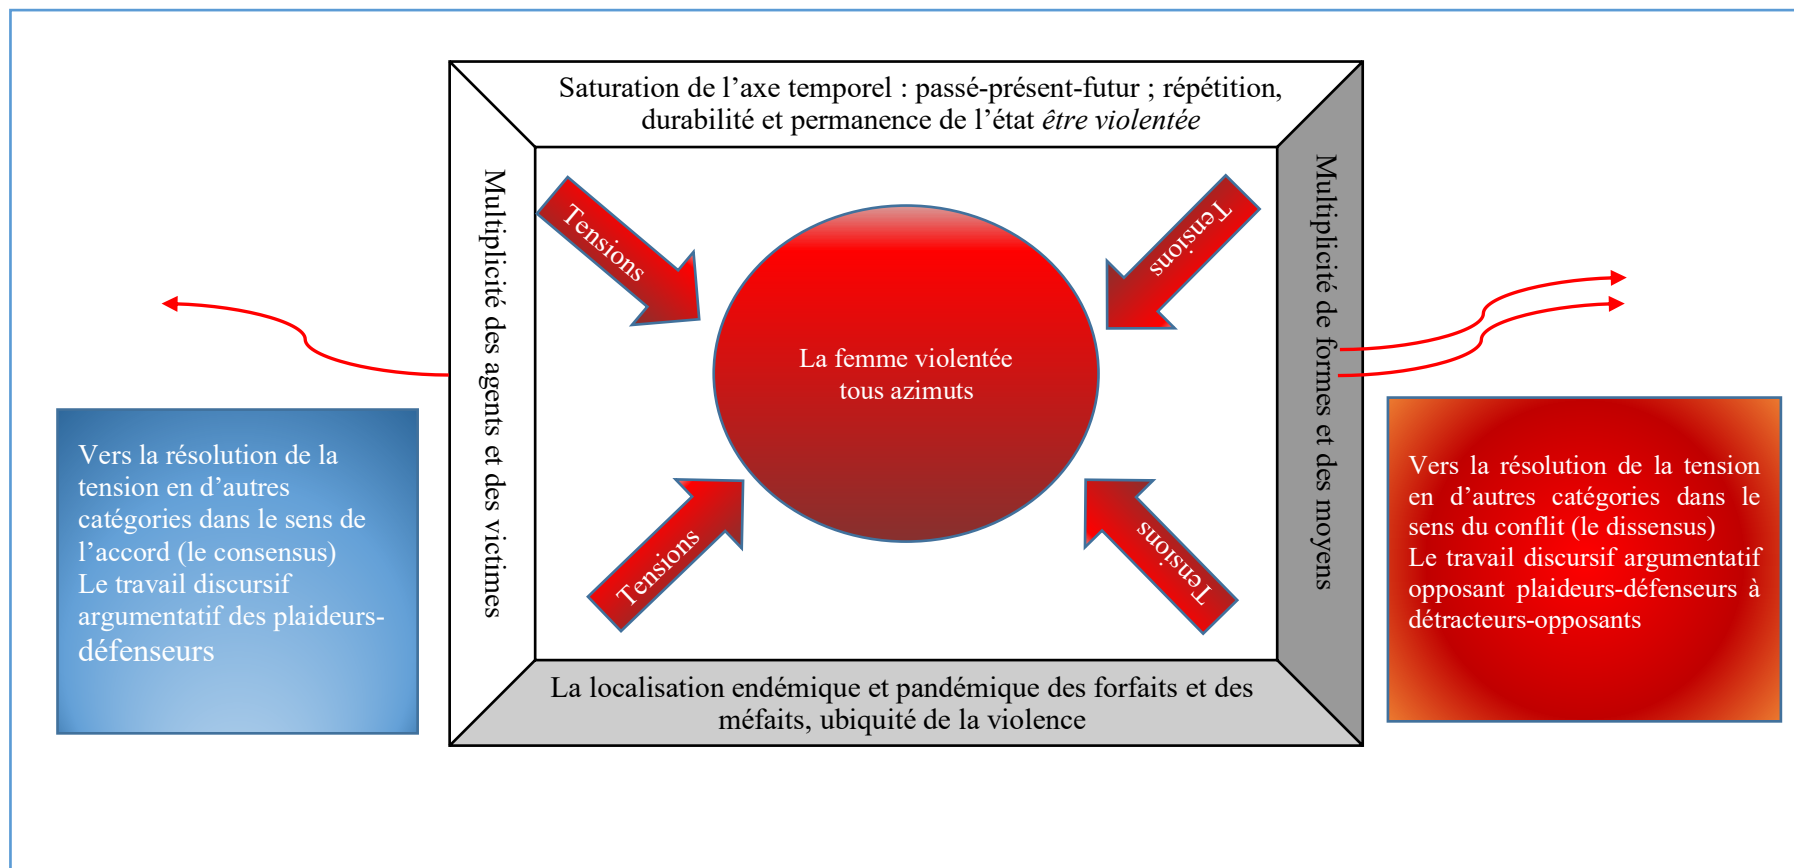 Saturation de l’axe temporel : passé-présent-futur ; répétition,
durabilité et permanence de l’état être violentée
Multiplicité des agents et des victimes
Tensions
Tensions
La femme violentée
tous azimuts
Tensions
Tensions
Multiplicité de formes et des moyens
La localisation endémique et pandémique des forfaits et des
méfaits, ubiquité de la violence
Vers la résolution de la
tension en d’autres
catégories dans le sens de
l’accord (le consensus)
Le travail discursif
argumentatif des plaideurs-
défenseurs
Vers la résolution de la tension
en d’autres catégories dans le
sens du conflit (le dissensus)
Le travail discursif argumentatif
opposant plaideurs-défenseurs à
détracteurs-opposants